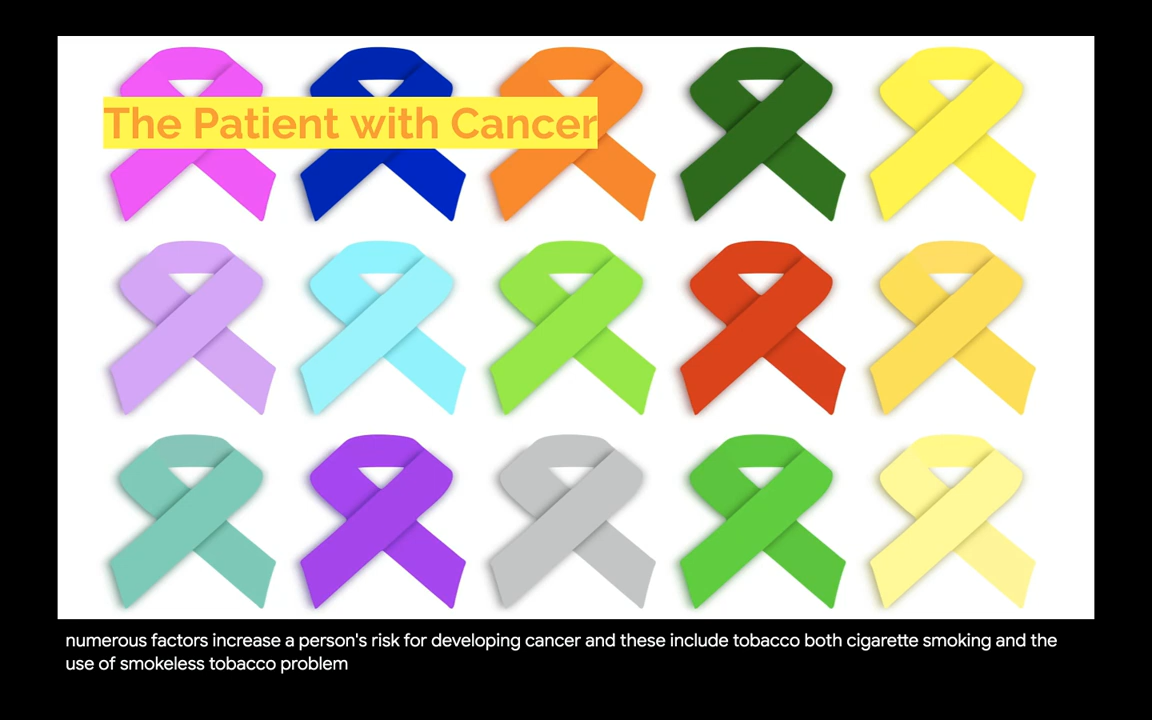 The Patient with Cancer
numerous factors increase a person's risk for developing cancer and these include tobacco both cigarette smoking and the
use of smokeless tobacco problem